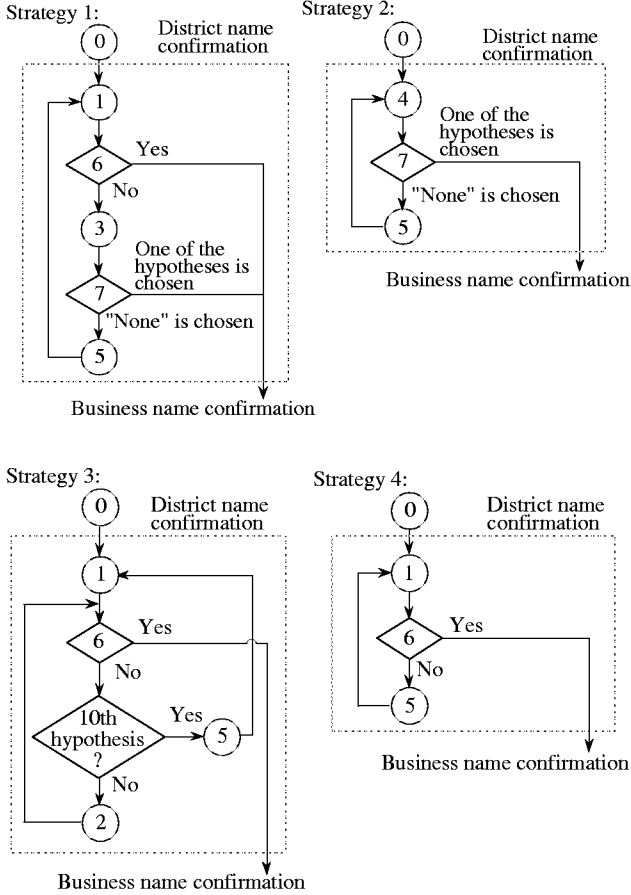 Strategy 1:
0
District name
confirmation
1
6
Yes
No
3
One of the
hypotheses is
chosen
7
"None" is chosen
5
Business name confirmation
Strategy 2:
0
District name
confirmation
4
One of the
hypotheses is
chosen
7
"None" is chosen
5
Business name confirmation
Strategy 3:
0
District name
confirmation
1
6
Yes
No
10th
hypothesis
?
Yes
5
No
2
Business name confirmation
Strategy 4:
0
District name
confirmation
1
6
Yes
No
5
Business name confirmation